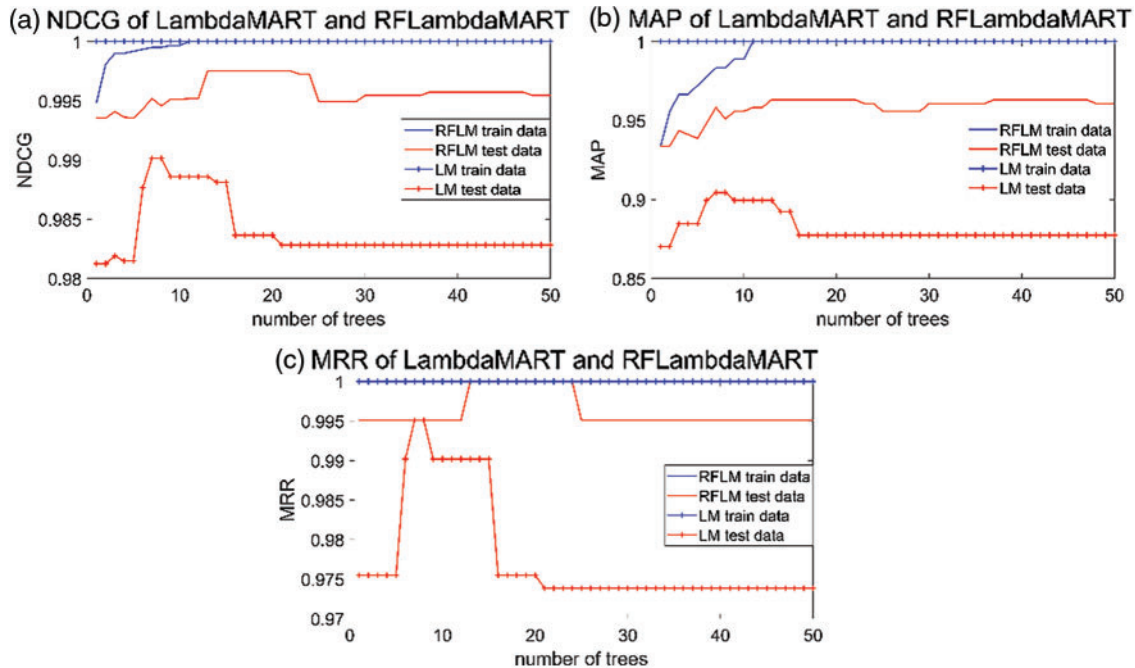 (a) NDCG of LambdaMART and RFLambdaMART
1
0.995
0.99
0.985
0.98
NDCG
0 10 20 30 40 50
number of trees
RFLM train data
RFLM test data
LM train data
LM test data
(b) MAP of LambdaMART and RFLambdaMART
1
0.95
0.9
0.85
MAP
0 10 20 30 40 50
number of trees
RFLM train data
RFLM test data
LM train data
LM test data
(c) MRR of LambdaMART and RFLambdaMART
1
0.995
0.99
0.985
0.98
0.975
0.97
MRR
0 10 20 30 40 50
number of trees
RFLM train data
RFLM test data
LM train data
LM test data